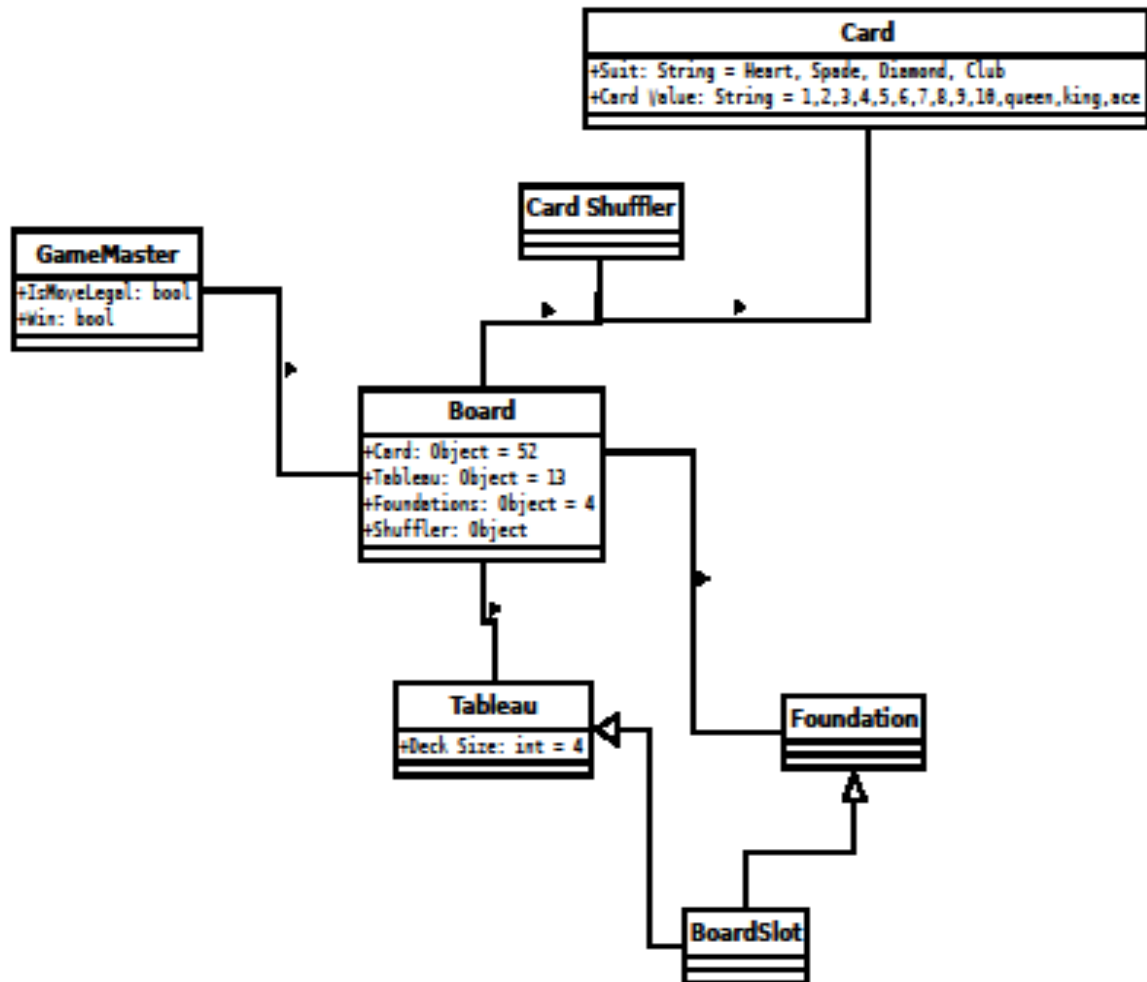 Card
+Suit: String = Heart, Spade, Diamond, Club
+Card Value: String = 1,2,3,4,5,6,7,8,9,10,queen,king,ace
Card Shuffler
GameMaster
+IsMoveLegal: bool
+Win: bool
Board
+Card: Object = 52
+Tableau: Object = 13
+Foundations: Object = 4
+Shuffler: Object
Tableau
+Deck Size: int = 4
Foundation
BoardSlot